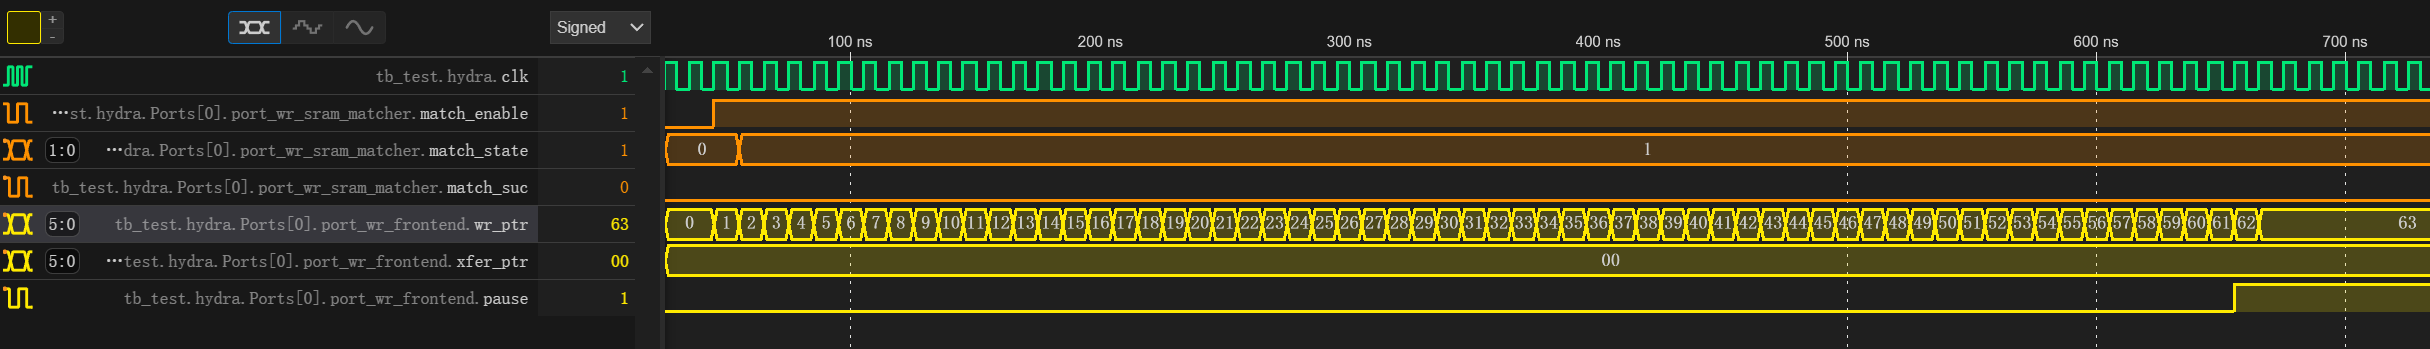 +
-
Signed
100 ns 200 ns 300 ns 400 ns 500 ns 600 ns 700 ns
tb_test.hydra.clk 1
⋯st.hydra.Ports[0].port_wr_sram_matcher.match_enable 1
1:0 ⋯dra.Ports[0].port_wr_sram_matcher.match_state 1 0 1
tb_test.hydra.Ports[0].port_wr_sram_matcher.match_suc 0
5:0 tb_test.hydra.Ports[0].port_wr_frontend.wr_ptr 63 0 1 2 3 4 5 6 7 8 9 10 11 12 13 14 15 16 17 18 19 20 21 22 23 24 25 26 27 28 29 30 31 32 33 34 35 36 37 38 39 40 41 42 43 44 45 46 47 48 49 50 51 52 53 54 55 56 57 58 59 60 61 62 63
5:0 ⋯test.hydra.Ports[0].port_wr_frontend.xfer_ptr 00 00
tb_test.hydra.Ports[0].port_wr_frontend.pause 1